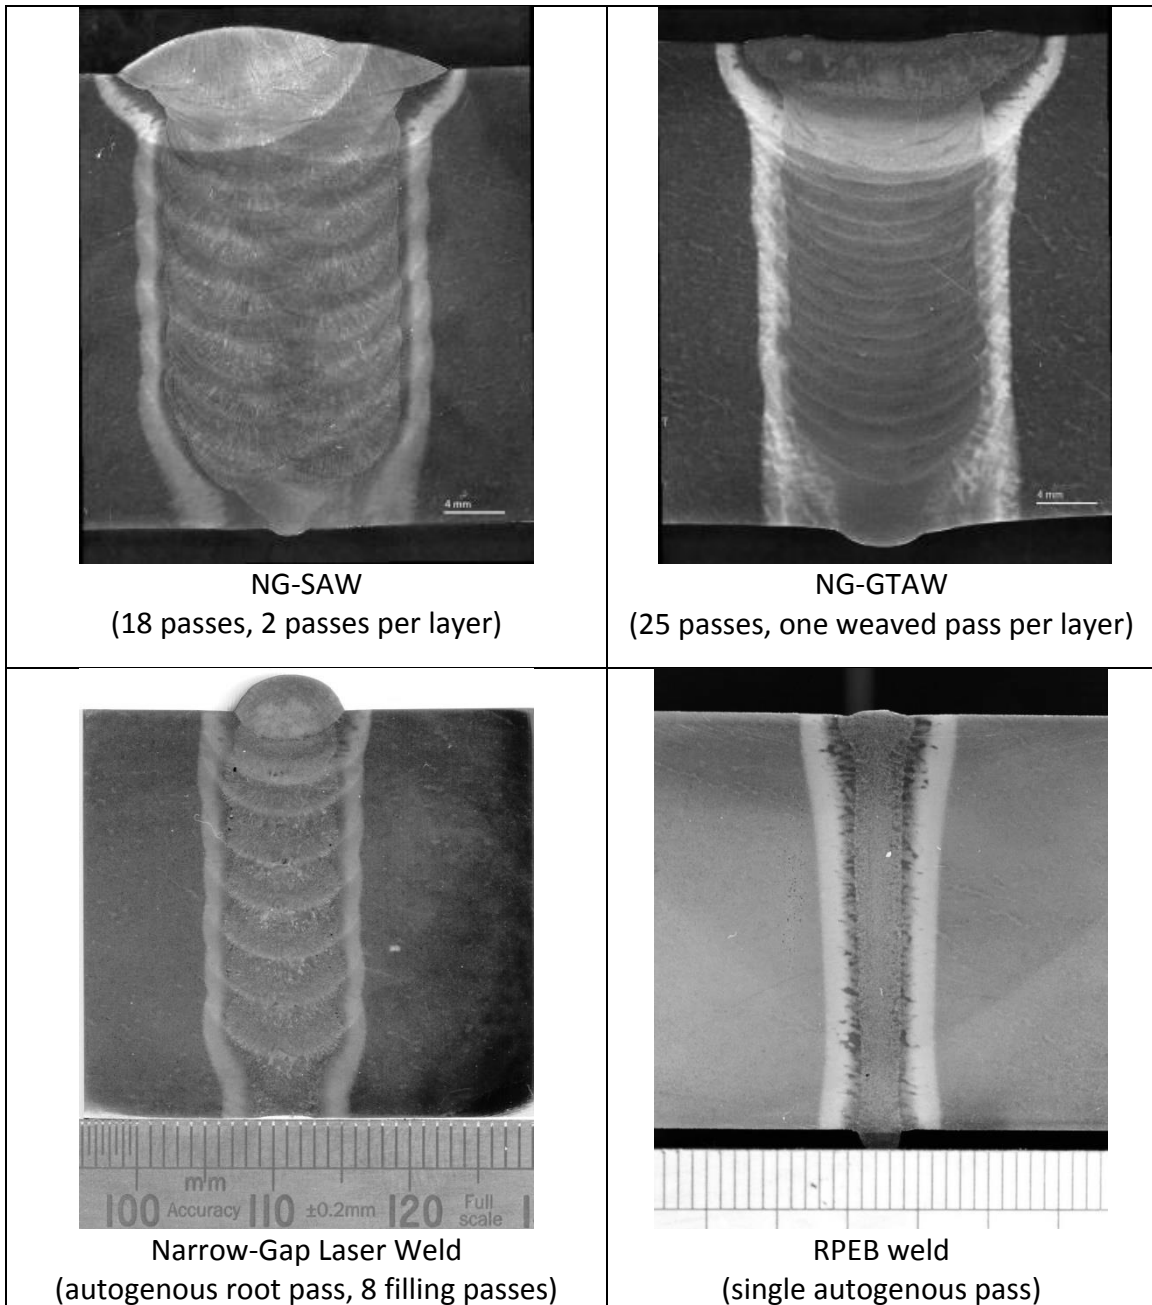 4 mm
NG-SAW
(18 passes, 2 passes per layer)
4 mm
NG-GTAW
(25 passes, one weaved pass per layer)
mm
100 Accuracy 110 ±0.2mm 120 Full scale 1
Narrow-Gap Laser Weld
(autogenous root pass, 8 filling passes)
RPEB weld
(single autogenous pass)